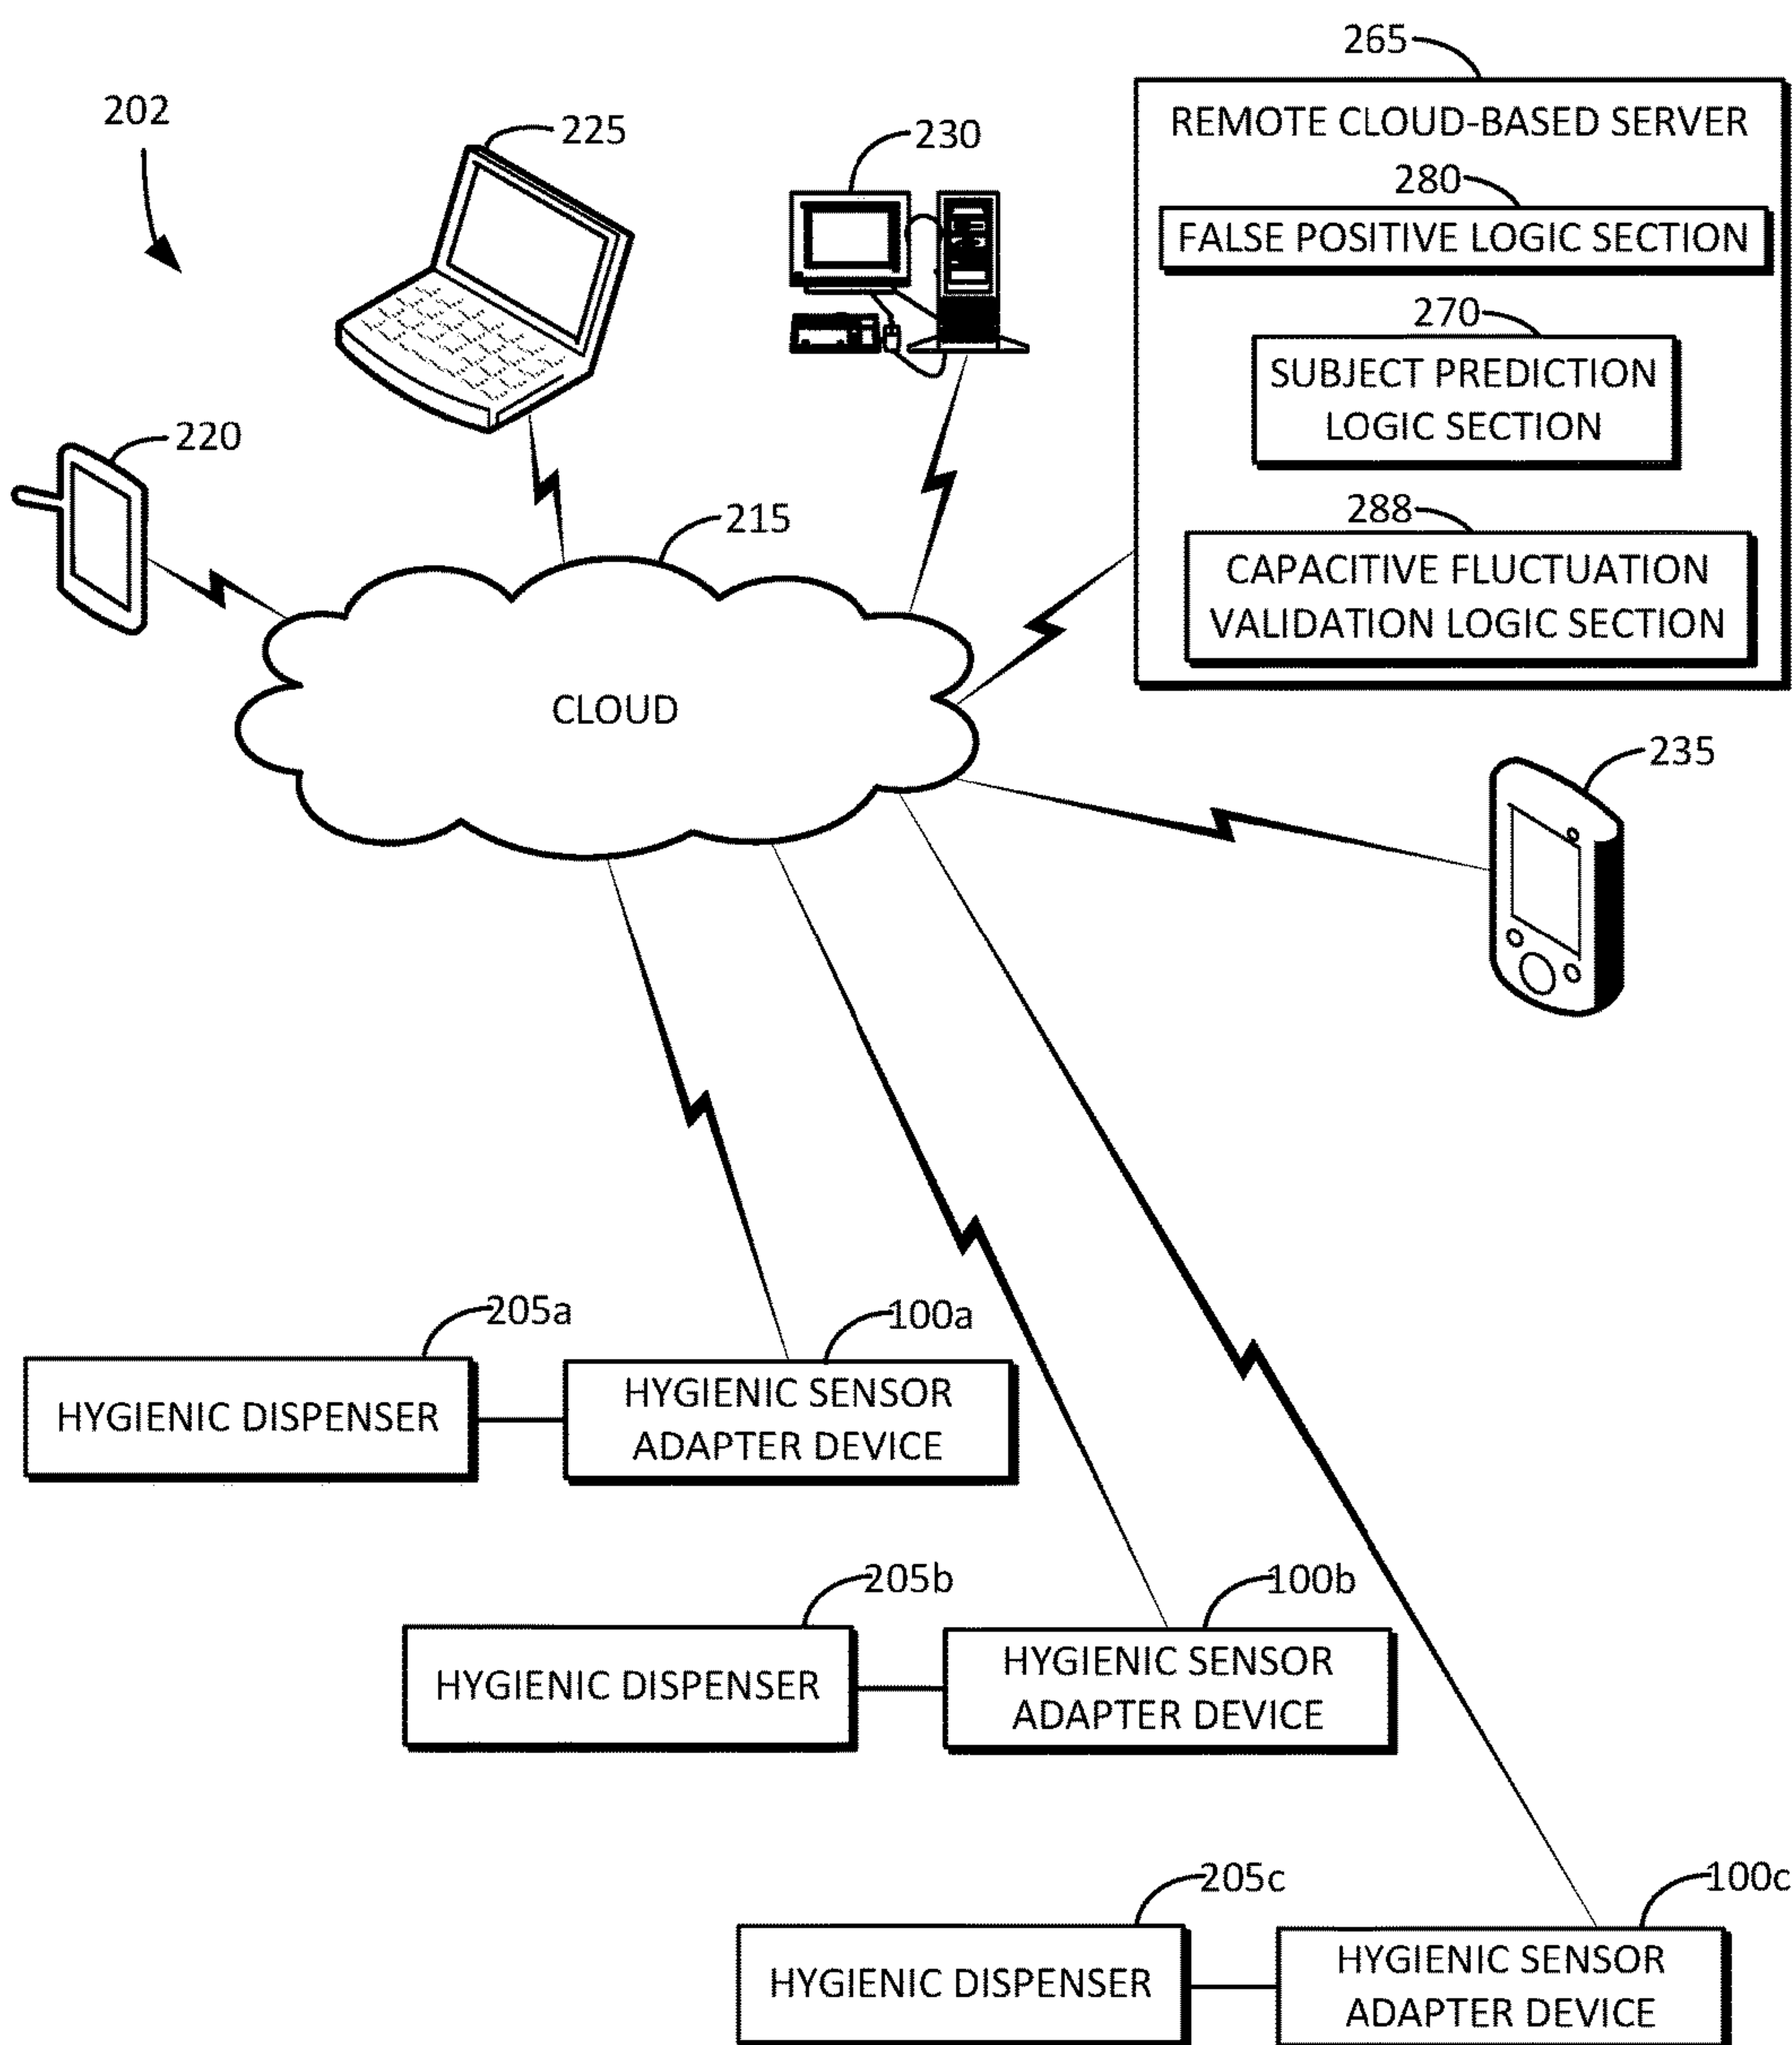 265
REMOTE CLOUD-BASED SERVER
280
FALSE POSITIVE LOGIC SECTION
270
SUBJECT PREDICTION
LOGIC SECTION
288
CAPACITIVE FLUCTUATION
VALIDATION LOGIC SECTION
202
225
230
220
215
CLOUD
235
205a
100a
HYGIENIC DISPENSER
HYGIENIC SENSOR
ADAPTER DEVICE
205b
100b
HYGIENIC DISPENSER
HYGIENIC SENSOR
ADAPTER DEVICE
205c
100c
HYGIENIC DISPENSER
HYGIENIC SENSOR
ADAPTER DEVICE